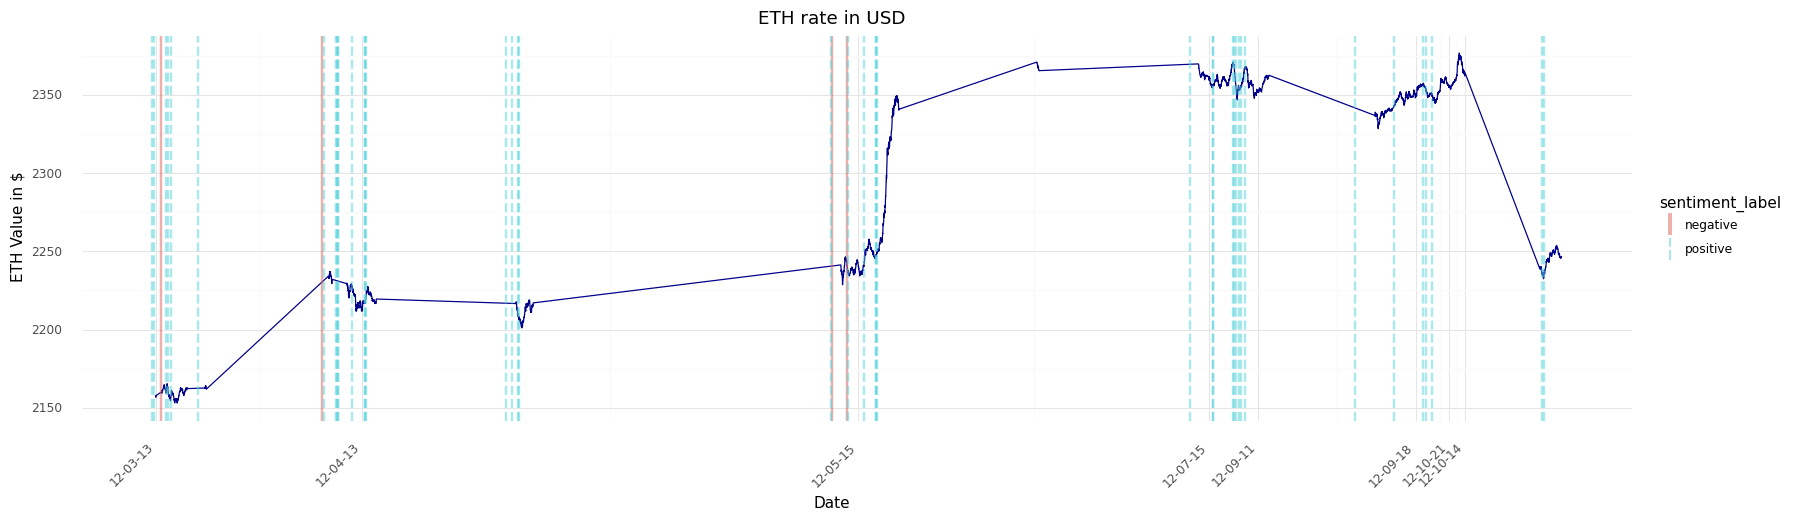 ETH rate in USD
ETH Value in $
2350
2300
2250
2200
2150
12-03-13
12-04-13
12-05-15
12-07-15
12-09-11
12-09-18
12-10-21
12-10-14
Date
sentiment_label
negative
positive